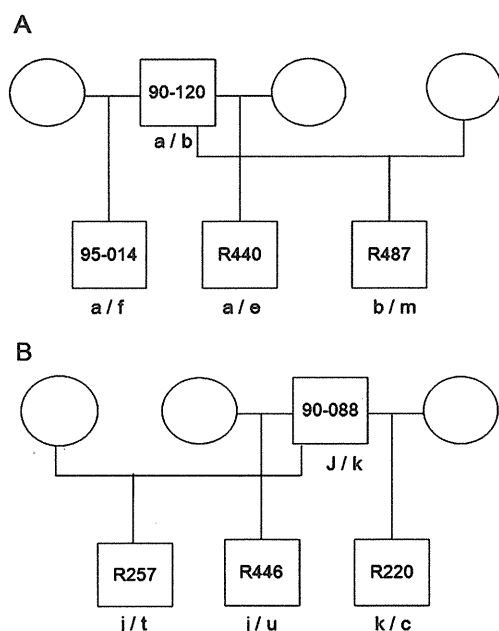 A
90-120
a / b
95-014 R440 R487
a / f a / e b / m
B
90-088
J / k
R257 R446 R220
j / t j / u k / c